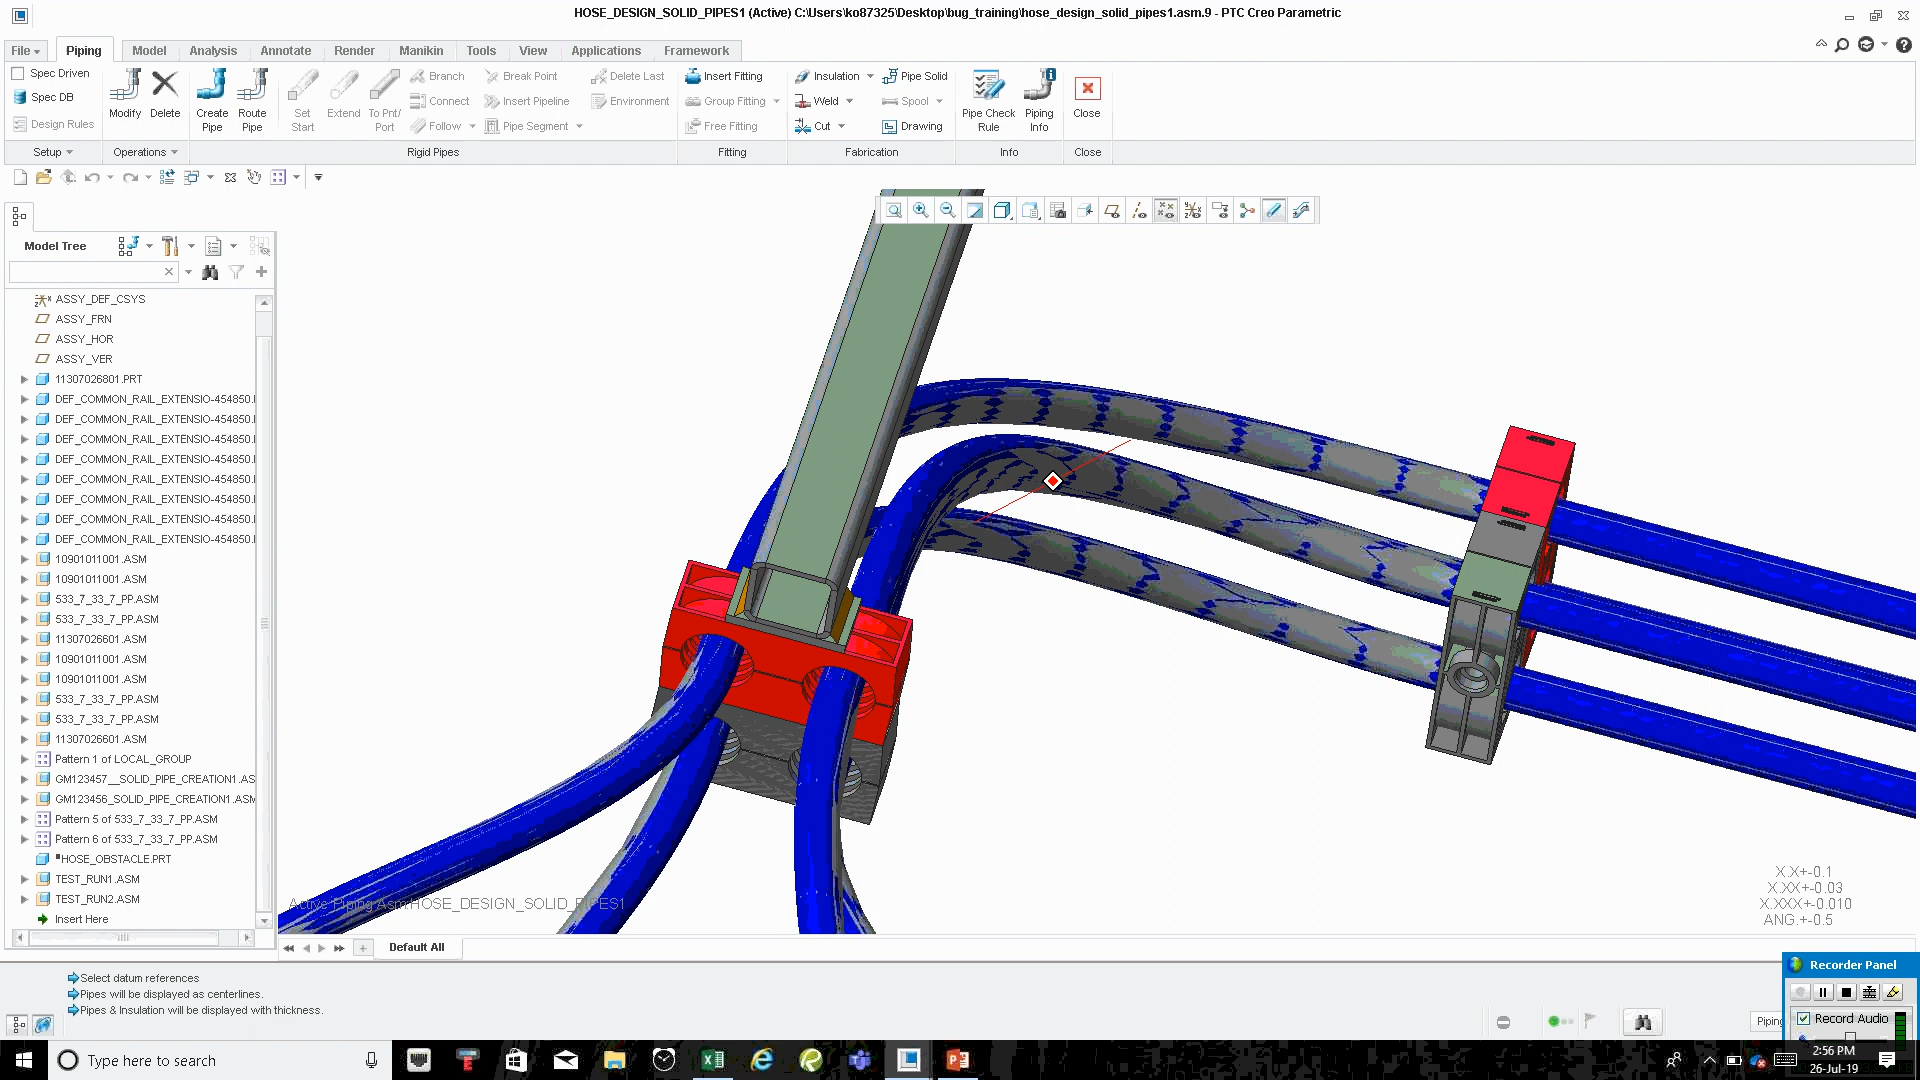 HOSE_DESIGN_SOLID_PIPES1 (Active) C:\Users\ko87325\Desktop\bug_training\hose_design_solid_pipes1.asm.9 - PTC Creo Parametric
File Piping Model Analysis Annotate Render Manikin Tools View Applications Framework
Spec Driven
Spec DB
Design Rules
Modify Delete
Create Pipe
Route Pipe
Set Start
Extend
To Pnt/ Port
Branch
Connect
Follow
Break Point
Insert Pipeline
Pipe Segment
Delete Last
Environment
Insert Fitting
Group Fitting
Free Fitting
Insulation
Weld
Cut
Pipe Solid
Spool
Drawing
Pipe Check Rule
Piping Info
Close
Setup Operations Rigid Pipes Fitting Fabrication Info Close
Model Tree
ASSY_DEF_CSYS
ASSY_FRN
ASSY_HOR
ASSY_VER
11307026801.PRT
DEF_COMMON_RAIL_EXTENSIO-454850.
DEF_COMMON_RAIL_EXTENSIO-454850.
DEF_COMMON_RAIL_EXTENSIO-454850.
DEF_COMMON_RAIL_EXTENSIO-454850.
DEF_COMMON_RAIL_EXTENSIO-454850.
DEF_COMMON_RAIL_EXTENSIO-454850.
DEF_COMMON_RAIL_EXTENSIO-454850.
DEF_COMMON_RAIL_EXTENSIO-454850.
10901011001.ASM
10901011001.ASM
533_7_33_7_PP.ASM
533_7_33_7_PP.ASM
11307026601.ASM
10901011001.ASM
10901011001.ASM
533_7_33_7_PP.ASM
533_7_33_7_PP.ASM
11307026601.ASM
Pattern 1 of LOCAL_GROUP
GM123457__SOLID_PIPE_CREATION1.AS
GM123456_SOLID_PIPE_CREATION1.ASM
Pattern 5 of 533_7_33_7_PP.ASM
Pattern 6 of 533_7_33_7_PP.ASM
HOSE_OBSTACLE.PRT
TEST_RUN1.ASM
TEST_RUN2.ASM
Insert Here
Active Piping Asm:HOSE_DESIGN_SOLID_PIPES1
X.X+-0.1
X.XX+-0.03
X.XXX+-0.010
ANG.+-0.5
Default All
Select datum references
Pipes will be displayed as centerlines.
Pipes & Insulation will be displayed with thickness.
Piping
Recorder Panel
Record Audio
Type here to search
2:56 PM
26-Jul-19